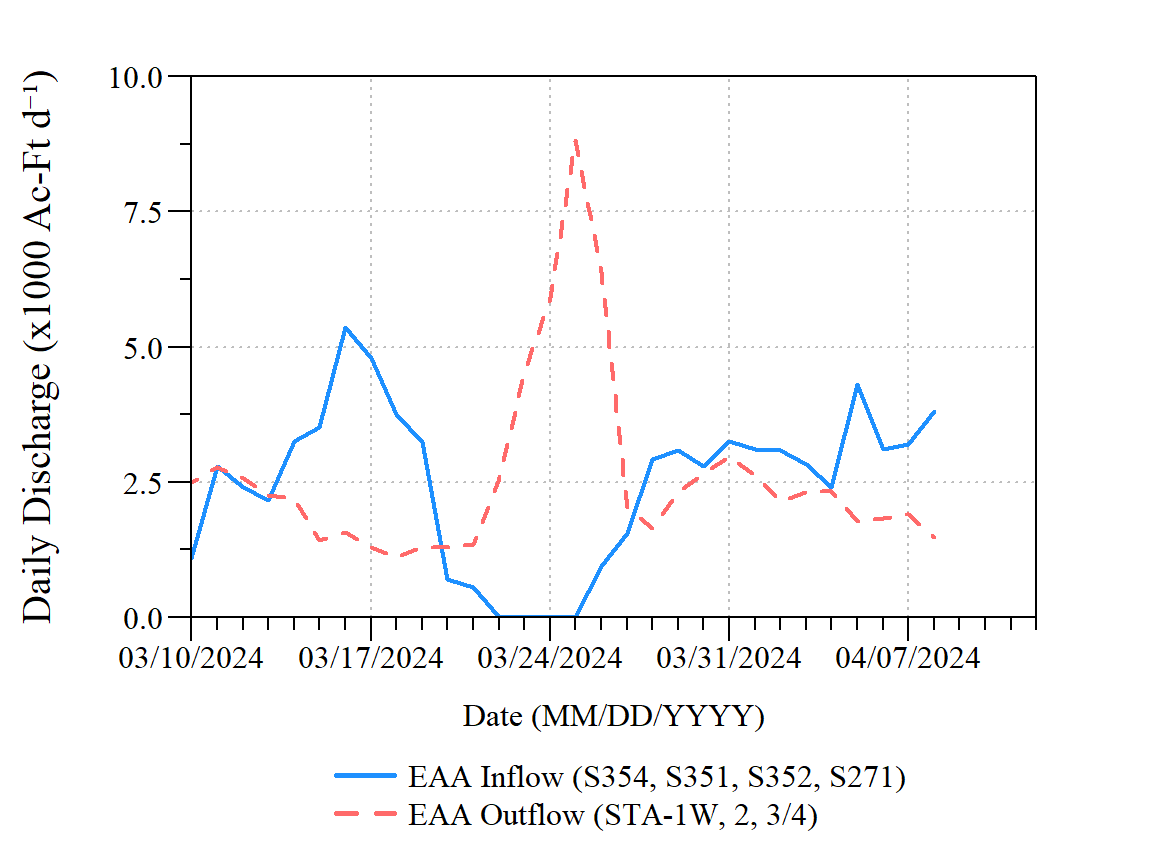 Daily Discharge (x1000 Ac-Ft d⁻¹)
10.0
7.5
5.0
2.5
0.0
03/10/2024 03/17/2024 03/24/2024 03/31/2024 04/07/2024
Date (MM/DD/YYYY)
EAA Inflow (S354, S351, S352, S271)
EAA Outflow (STA-1W, 2, 3/4)